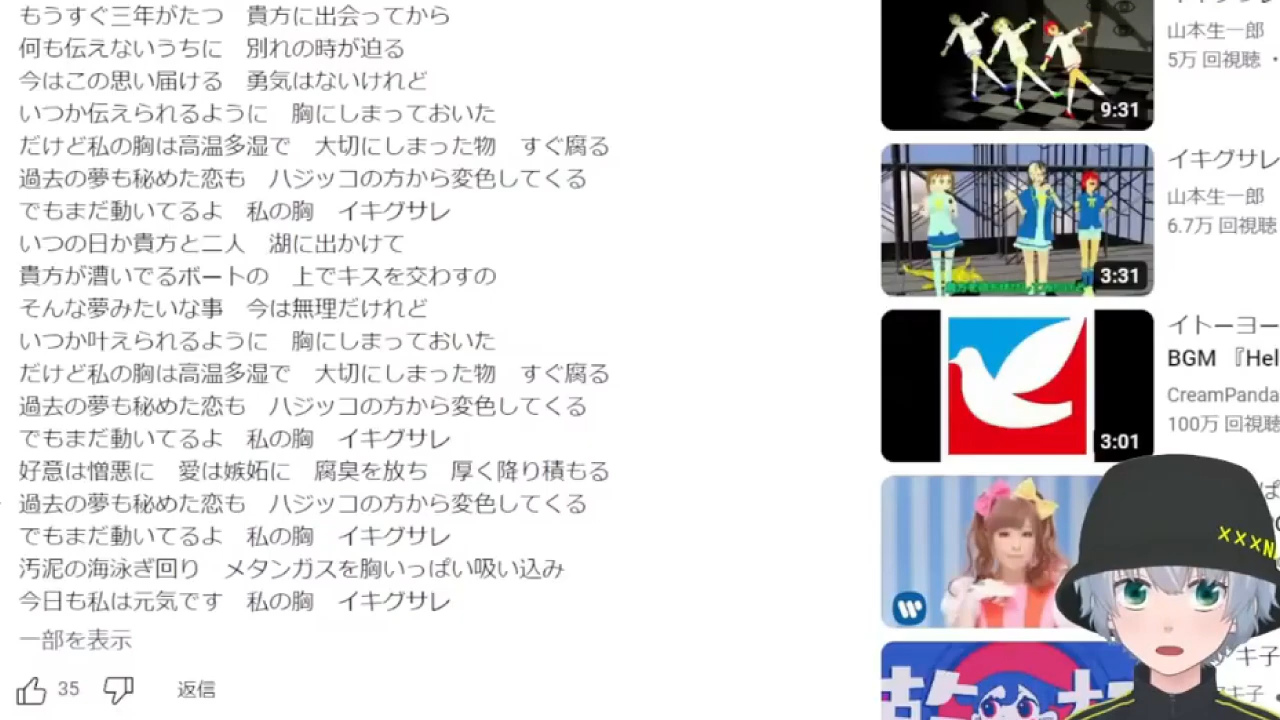 もうすぐ三年がたつ　貴方に出会ってから
何も伝えないうちに　別れの時が迫る
今はこの思い届ける　勇気はないけれど
いつか伝えられるように　胸にしまっておいた
だけど私の胸は高温多湿で　大切にしまった物　すぐ腐る
過去の夢も秘めた恋も　ハジッコの方から変色してくる
でもまだ動いてるよ　私の胸　イキグサレ
いつの日か貴方と二人　湖に出かけて
貴方が漕いでるボートの　上でキスを交わすの
そんな夢みたいな事　今は無理だけれど
いつか叶えられるように　胸にしまっておいた
だけど私の胸は高温多湿で　大切にしまった物　すぐ腐る
過去の夢も秘めた恋も　ハジッコの方から変色してくる
でもまだ動いてるよ　私の胸　イキグサレ
好意は憎悪に　愛は嫉妬に　腐臭を放ち　厚く降り積もる
過去の夢も秘めた恋も　ハジッコの方から変色してくる
でもまだ動いてるよ　私の胸　イキグサレ
汚泥の海泳ぎ回り　メタンガスを胸いっぱい吸い込み
今日も私は元気です　私の胸　イキグサレ
一部を表示
35
返信
山本生一郎
5万 回視聴 ・
9:31
イキグサレ
山本生一郎
6.7万 回視聴
3:31
イトーヨー
BGM 『Hel
CreamPanda
100万 回視聴
3:01
XXXN
キ子